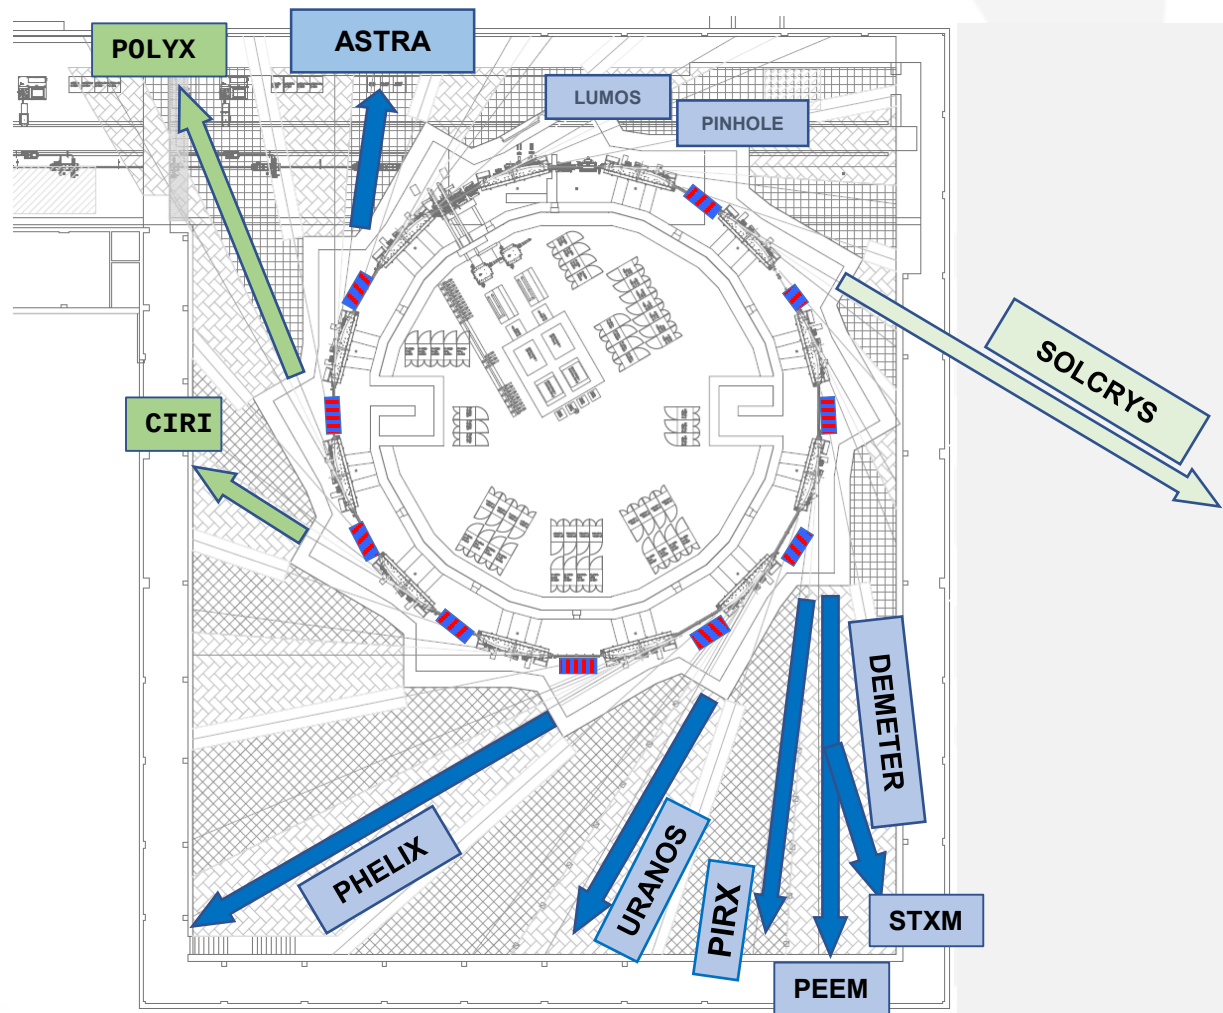 POLYX
ASTRA
LUMOS
PINHOLE
SOLCRYS
CIRI
DEMETER
PHELIX
URANOS
PIRX
STXM
PEEM